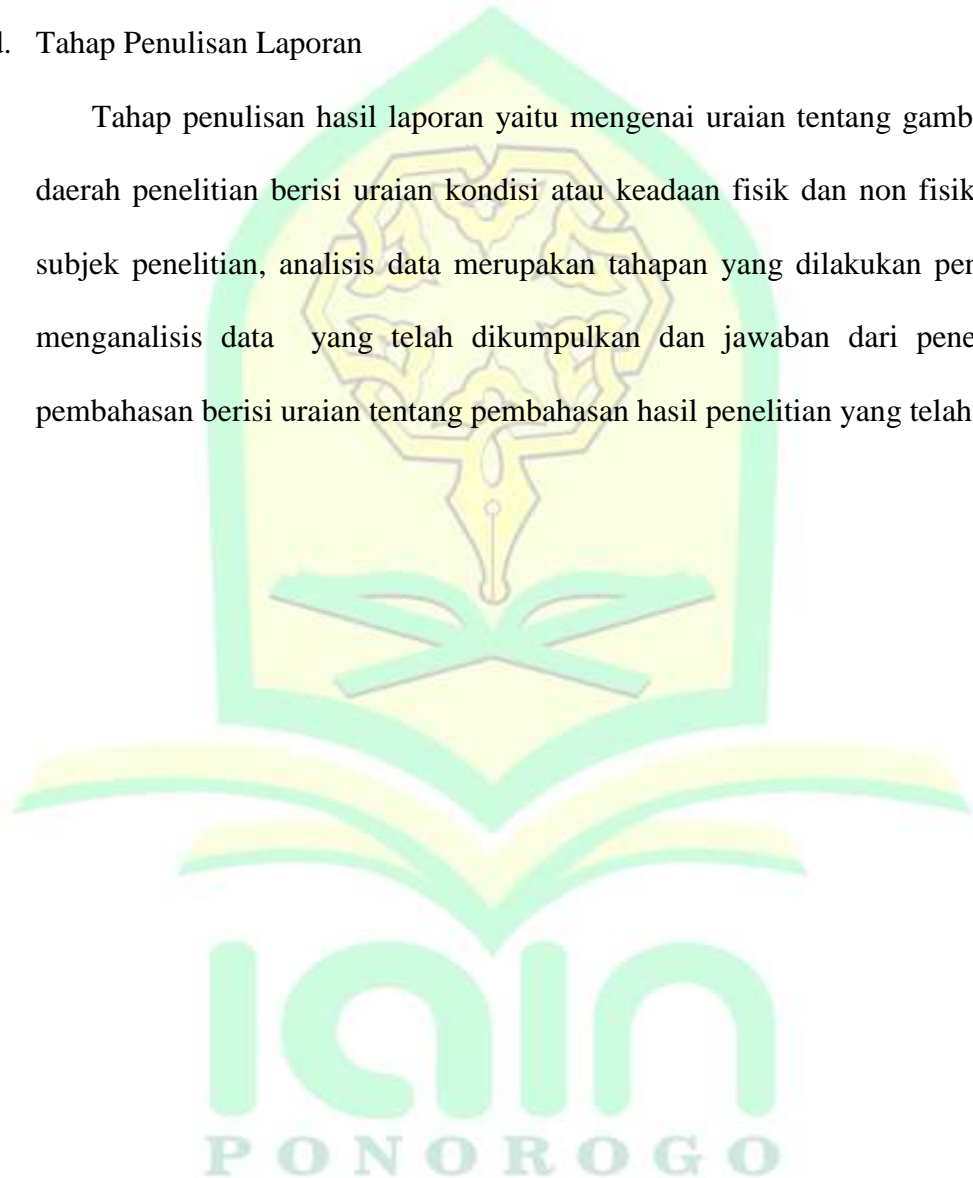 d. Tahap Penulisan Laporan
Tahap penulisan hasil laporan yaitu mengenai uraian tentang gamb
daerah penelitian berisi uraian kondisi atau keadaan fisik dan non fisik
subjek penelitian, analisis data merupakan tahapan yang dilakukan pen
menganalisis data yang telah dikumpulkan dan jawaban dari pene
pembahasan berisi uraian tentang pembahasan hasil penelitian yang telah
iain
PONOROGO